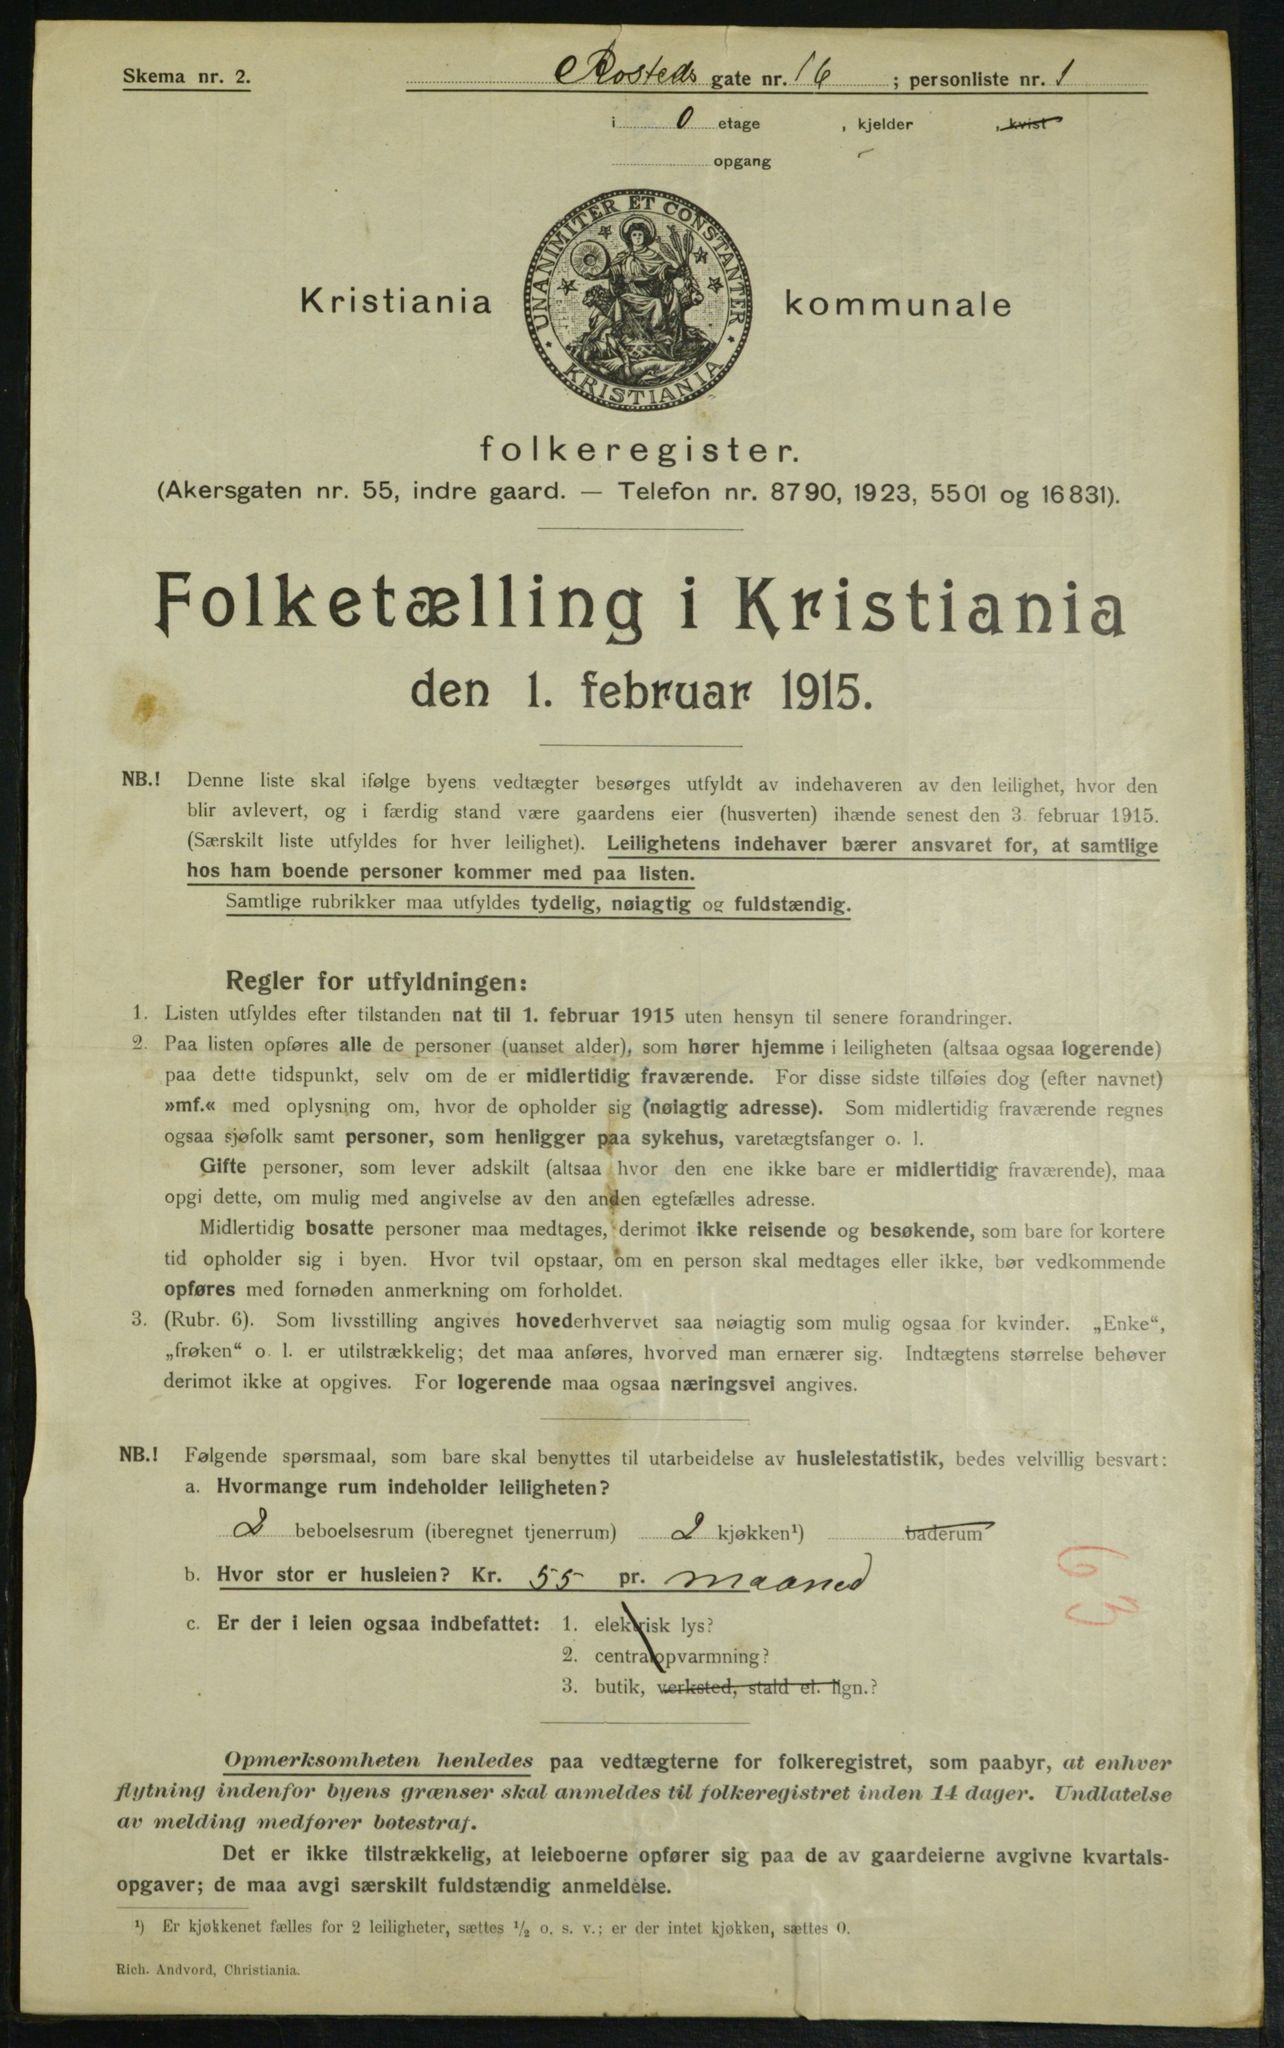 Skema nr. 2. Rosteds gate nr. 16 ; personliste nr. 1
i 0 etage , kjelder , kvist
opgang
UNANIMITER ET CONSTANTER
KRISTIANIA
Kristiania kommunale
folkeregister.
(Akersgaten nr. 55, indre gaard. — Telefon nr. 8790, 1923, 5501 og 16831).
Folketælling i Kristiania
den 1. februar 1915.
NB.! Denne liste skal ifølge byens vedtægter besørges utfyldt av indehaveren av den leilighet, hvor den
blir avlevert, og i færdig stand være gaardens eier (husverten) ihænde senest den 3. februar 1915.
(Særskilt liste utfyldes for hver leilighet). Leilighetens indehaver bærer ansvaret for, at samtlige
hos ham boende personer kommer med paa listen.
Samtlige rubrikker maa utfyldes tydelig, nøiagtig og fuldstændig.
Regler for utfyldningen:
1. Listen utfyldes efter tilstanden nat til 1. februar 1915 uten hensyn til senere forandringer.
2. Paa listen opføres alle de personer (uanset alder), som hører hjemme i leiligheten (altsaa ogsaa logerende)
paa dette tidspunkt, selv om de er midlertidig fraværende. For disse sidste tilføies dog (efter navnet)
»mf.« med oplysning om, hvor de opholder sig (nøiagtig adresse). Som midlertidig fraværende regnes
ogsaa sjøfolk samt personer, som henligger paa sykehus, varetægtsfanger o. l.
Gifte personer, som lever adskilt (altsaa hvor den ene ikke bare er midlertidig fraværende), maa
opgi dette, om mulig med angivelse av den anden egtefælles adresse.
Midlertidig bosatte personer maa medtages, derimot ikke reisende og besøkende, som bare for kortere
tid opholder sig i byen. Hvor tvil opstaar, om en person skal medtages eller ikke, bør vedkommende
opføres med fornøden anmerkning om forholdet.
3. (Rubr. 6). Som livsstilling angives hovederhvervet saa nøiagtig som mulig ogsaa for kvinder. „Enke“,
„frøken“ o. l. er utilstrækkelig; det maa anføres, hvorved man ernærer sig. Indtægtens størrelse behøver
derimot ikke at opgives. For logerende maa ogsaa næringsvei angives.
NB.! Følgende spørsmaal, som bare skal benyttes til utarbeidelse av husleiestatistik, bedes velvillig besvart:
a. Hvormange rum indeholder leiligheten?
2 beboelsesrum (iberegnet tjenerrum) 2 kjøkken¹) baderum
b. Hvor stor er husleien? Kr. 55 pr. maaned
c. Er der i leien ogsaa indbefattet: 1. elektrisk lys?
2. centralopvarmning?
3. butik, verksted, stald el. lign.?
63
Opmerksomheten henledes paa vedtægterne for folkeregistret, som paabyr, at enhver
flytning indenfor byens grænser skal anmeldes til folkeregistret inden 14 dager. Undlatelse
av melding medfører botestraf.
Det er ikke tilstrækkelig, at leieboerne opfører sig paa de av gaardeierne avgivne kvartals-
opgaver; de maa avgi særskilt fuldstændig anmeldelse.
¹) Er kjøkkenet fælles for 2 leiligheter, sættes ½ o. s. v.; er der intet kjøkken, sættes 0.
Rich. Andvord, Christiania.